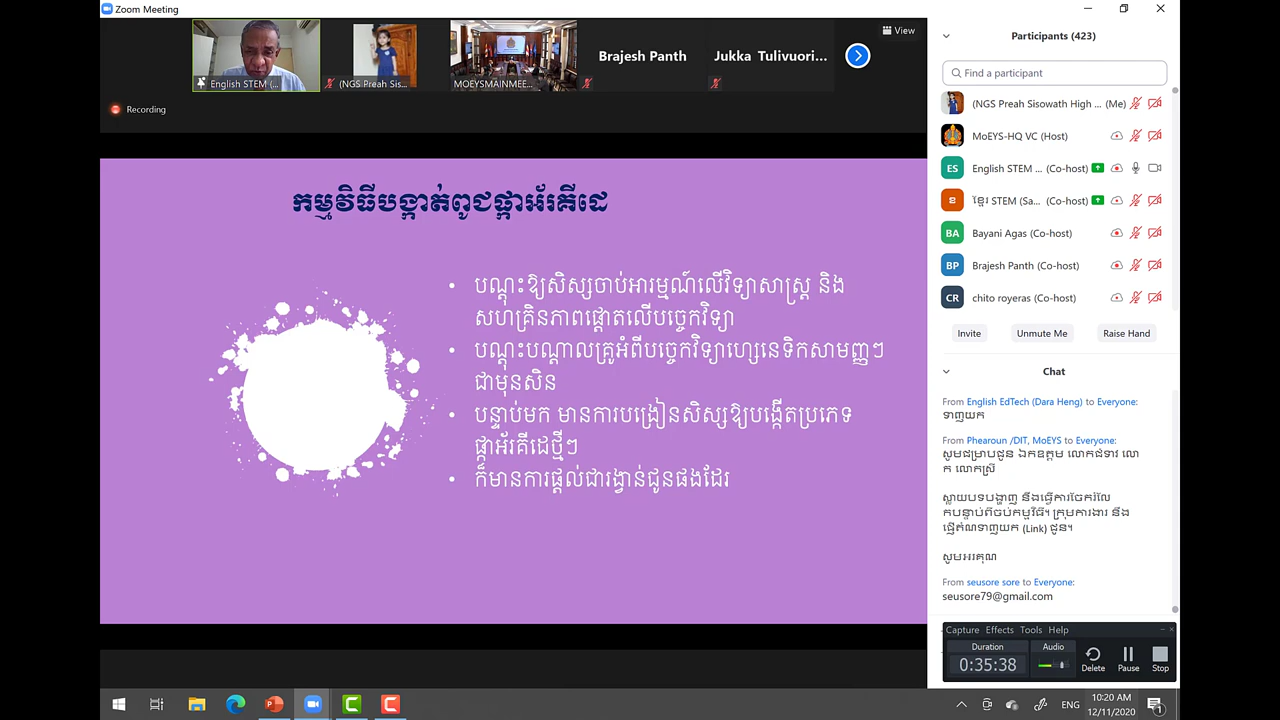 Zoom Meeting
View
English STEM (...
(NGS Preah Sis...
MOEYSMAINMEE...
Brajesh Panth
Jukka Tulivuori...
Recording
កម្មវិធីបង្កាត់ពូជផ្កាអ័រគីដេ
• បណ្តុះឱ្យសិស្សចាប់អារម្មណ៍លើវិទ្យាសាស្ត្រ និង
សហគ្រិនភាពផ្តោតលើបច្ចេកវិទ្យា
• បណ្តុះបណ្តាលគ្រូអំពីបច្ចេកវិទ្យាហ្សេនេទិកសាមញ្ញៗ
ជាមុនសិន
• បន្ទាប់មក មានការបង្រៀនសិស្សឱ្យបង្កើតប្រភេទ
ផ្កាអ័រគីដេថ្មីៗ
• ក៏មានការផ្តល់ជារង្វាន់ជូនផងដែរ
Participants (423)
Find a participant
(NGS Preah Sisowath High ... (Me)
MoEYS-HQ VC (Host)
ES English STEM ... (Co-host)
ខ ខ្មែរ STEM (Sa... (Co-host)
BA Bayani Agas (Co-host)
BP Brajesh Panth (Co-host)
CR chito royeras (Co-host)
Invite Unmute Me Raise Hand
Chat
From English EdTech (Dara Heng) to Everyone:
ទាញយក
From Phearoun /DIT, MoEYS to Everyone:
សូមជម្រាបជូន ឯកឧត្តម លោកជំទាវ លោ
ក លោកស្រី
ស្លាយបទបង្ហាញ នឹងធ្វើការចែករំលែ
កបន្ទាប់ពីចប់កម្មវិធី។ ក្រុមការងារ នឹង
ផ្ញើតំណទាញយក (Link) ជូន។
សូមអរគុណ
From seusore sore to Everyone:
seusore79@gmail.com
Capture Effects Tools Help
Duration Audio
0:35:38
Delete Pause Stop
ENG
10:20 AM
12/11/2020
1